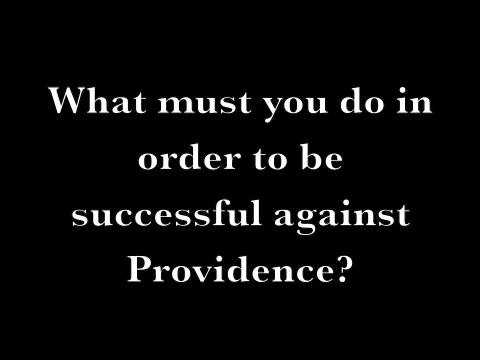 What must you do in
order to be
successful against
Providence?